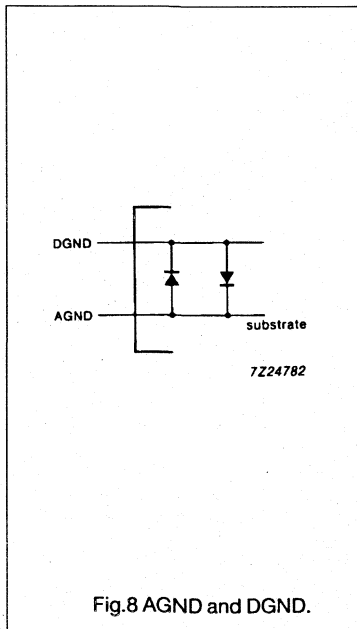 DGND
AGND
substrate
7Z24782
Fig.8 AGND and DGND.